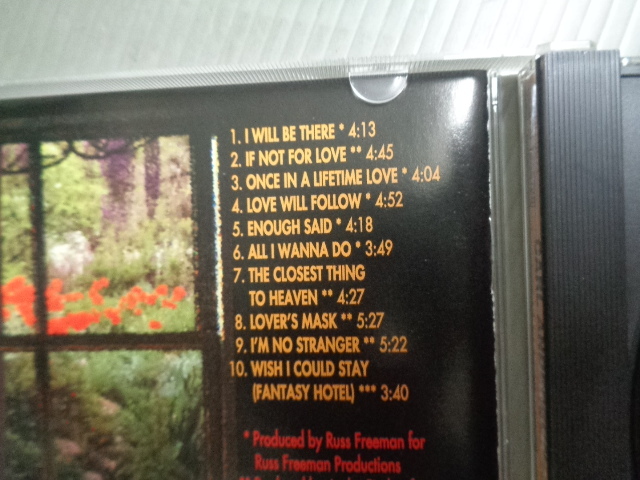 1. I WILL BE THERE * 4:13
2. IF NOT FOR LOVE ** 4:45
3. ONCE IN A LIFETIME LOVE * 4:04
4. LOVE WILL FOLLOW * 4:52
5. ENOUGH SAID * 4:18
6. ALL I WANNA DO * 3:49
7. THE CLOSEST THING
TO HEAVEN ** 4:27
8. LOVER'S MASK ** 5:27
9. I'M NO STRANGER ** 5:22
10. WISH I COULD STAY
(FANTASY HOTEL) *** 3:40
* Produced by Russ Freeman for
Russ Freeman Productions